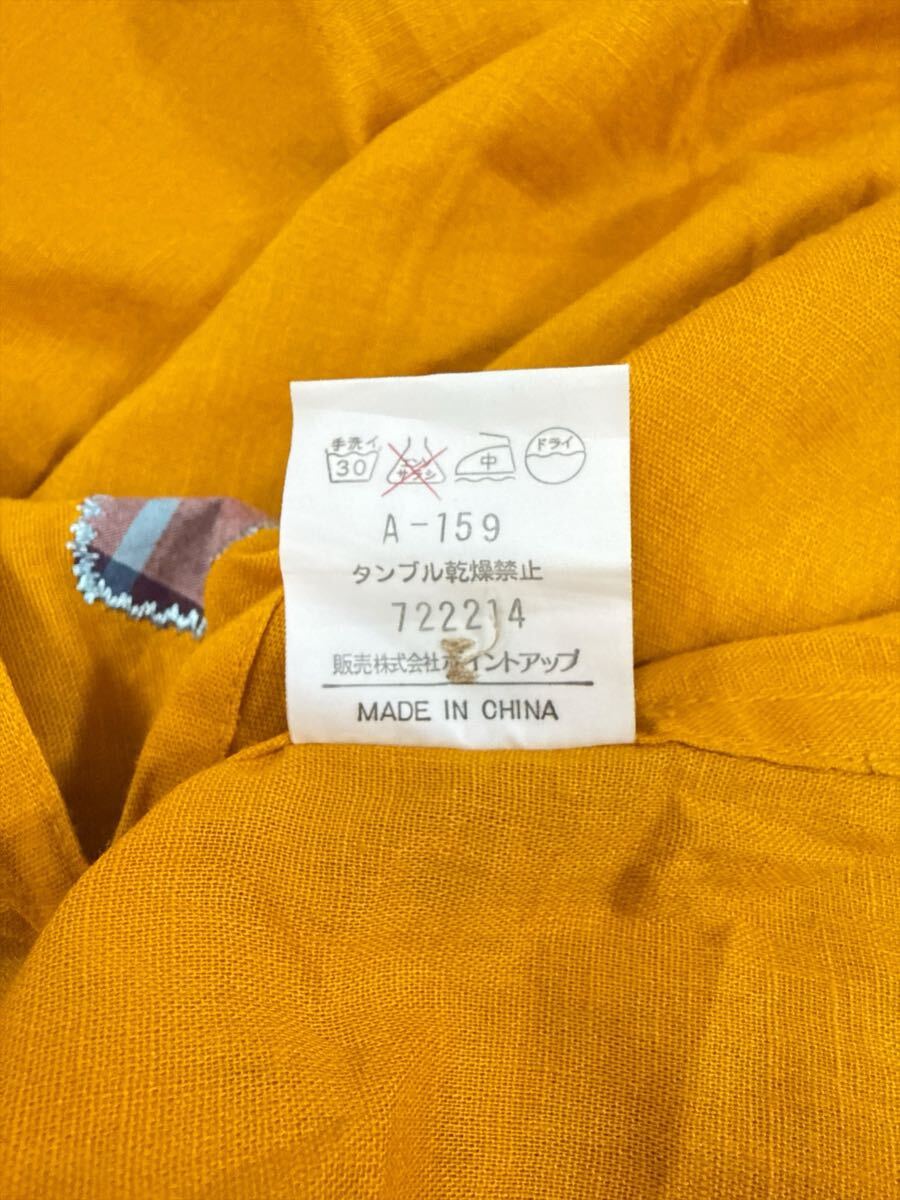 手洗イ 30 エンソ サラシ 中 ドライ
A-159
タンブル乾燥禁止
722214
販売株式会社ポイントアップ
MADE IN CHINA